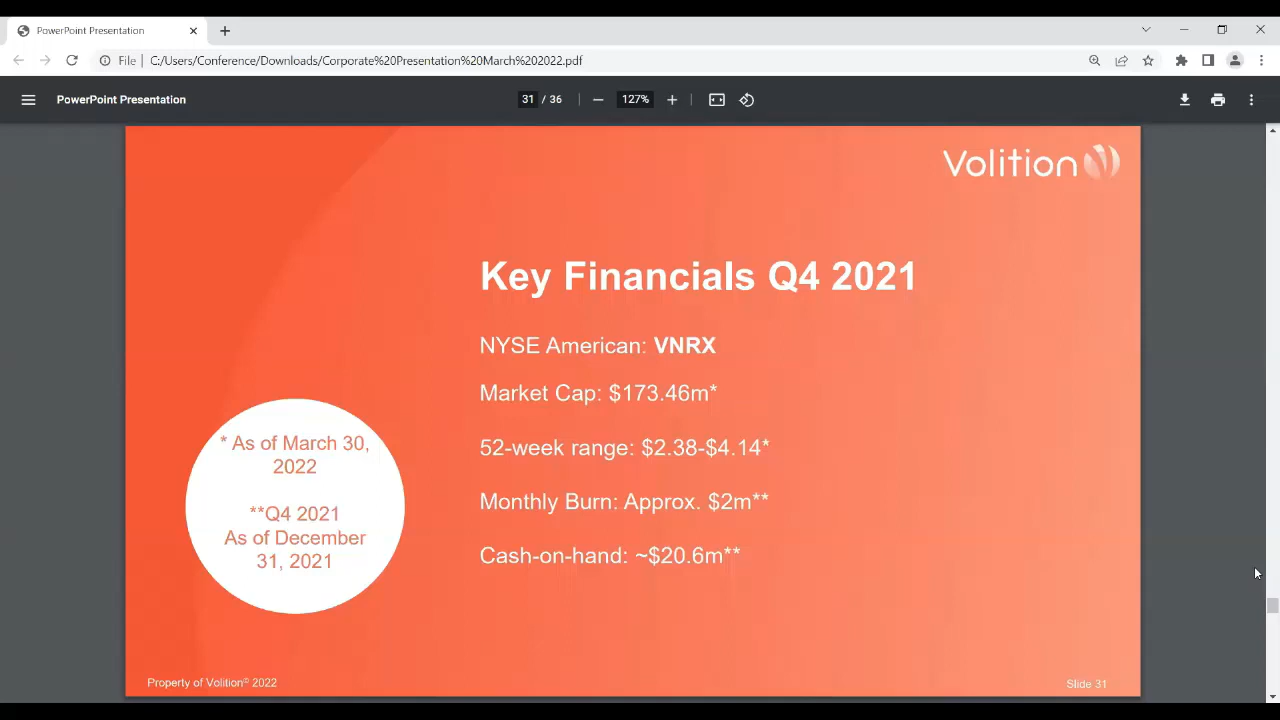 PowerPoint Presentation
File
C:/Users/Conference/Downloads/Corporate%20Presentation%20March%202022.pdf
PowerPoint Presentation
31 / 36
127%
Volition
Key Financials Q4 2021
NYSE American: VNRX
Market Cap: $173.46m*
52-week range: $2.38-$4.14*
Monthly Burn: Approx. $2m**
Cash-on-hand: ~$20.6m**
* As of March 30,
2022
**Q4 2021
As of December
31, 2021
Property of Volition© 2022
Slide 31